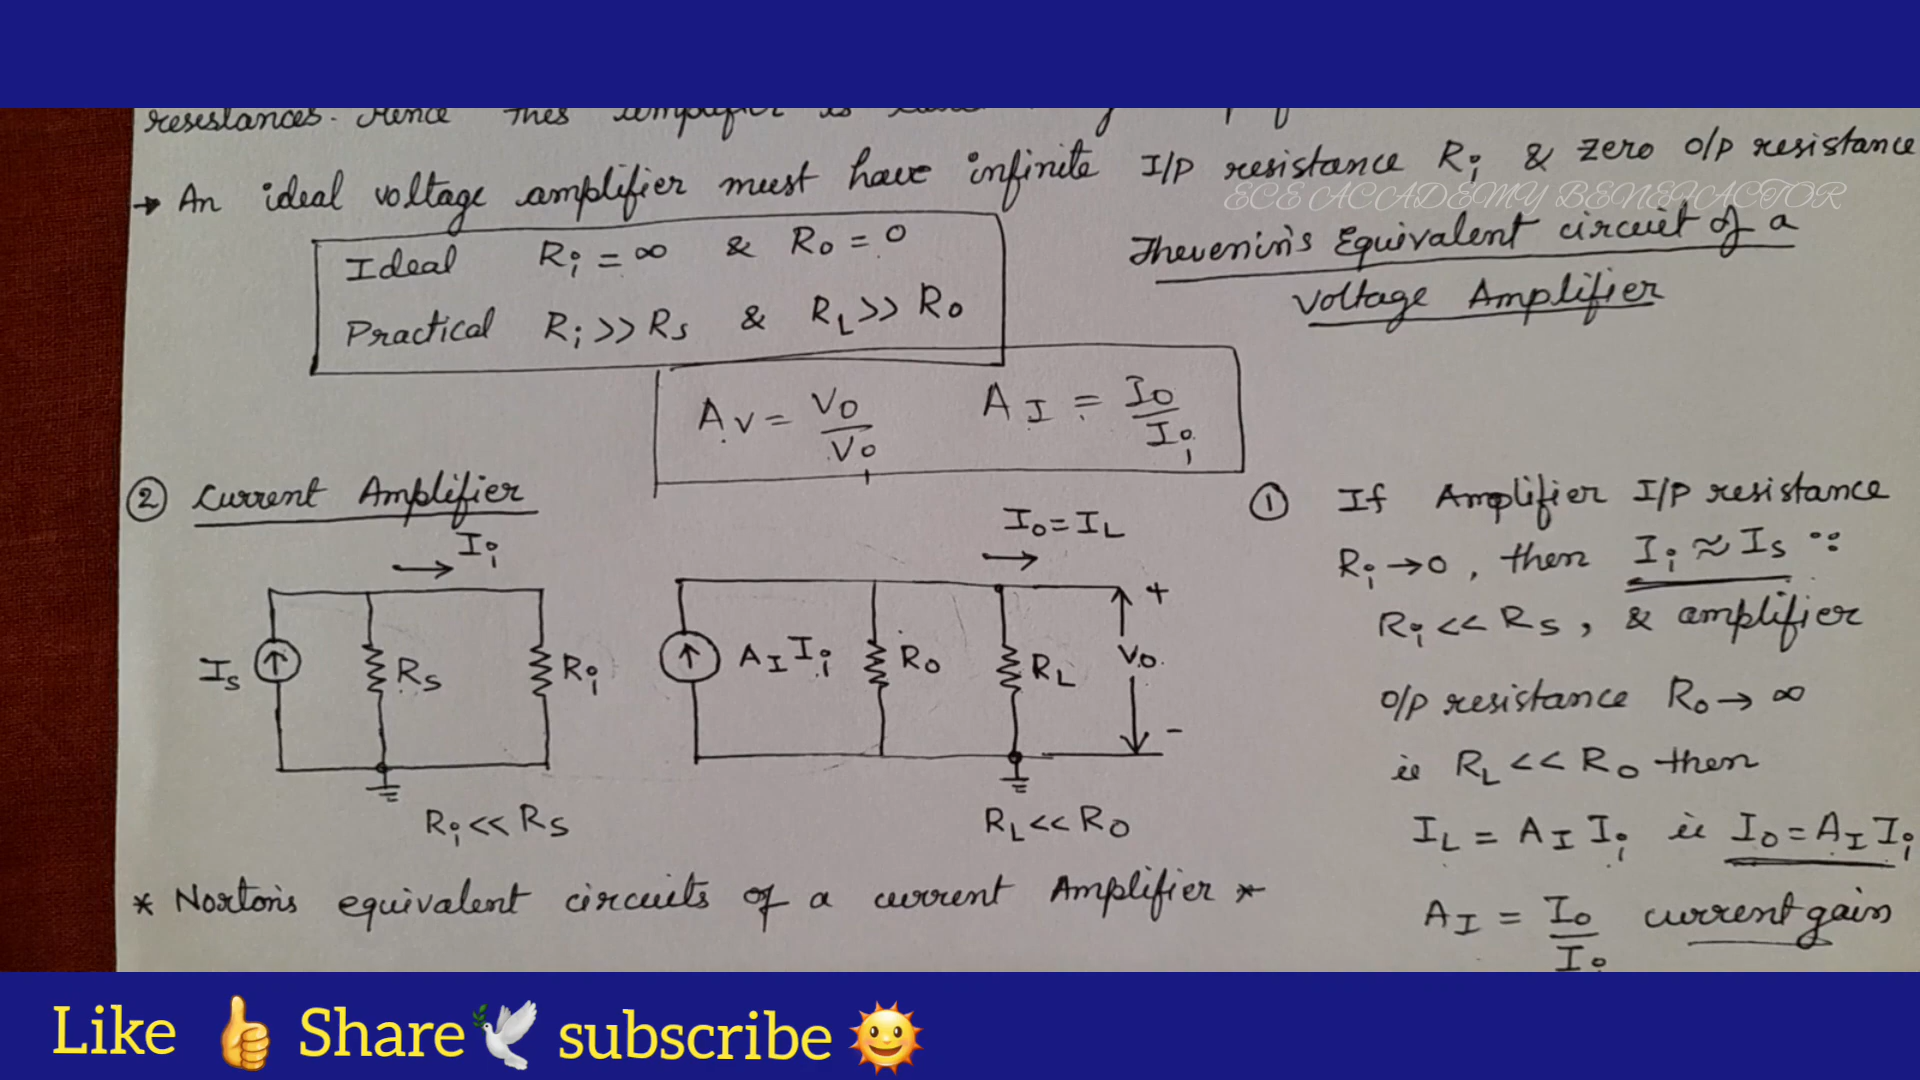 resistances. Hence this amplifier is
→ An ideal voltage amplifier must have infinite I/p resistance Ri & zero o/p resistance
ECE ACCADEMY BENEFACTOR
Ideal Ri = ∞ & Ro = 0
Practical Ri >> Rs & RL >> Ro
Thevenin's Equivalent circuit of a
Voltage Amplifier
AV = Vo/Vi AI = Io/Ii
② Current Amplifier
Ii
Io = IL
Is
Rs
Ri
AI Ii
Ro
RL
+
Vo
-
Ri << Rs
RL << Ro
* Norton's equivalent circuits of a current Amplifier *
① If Amplifier I/P resistance
Ri → 0, then Ii ≈ Is ∵
Ri << Rs, & amplifier
o/p resistance Ro → ∞
ie RL << Ro then
IL = AI Ii ie Io = AI Ii
AI = Io/Ii current gain
Like 👍 Share 🕊 subscribe 🌞